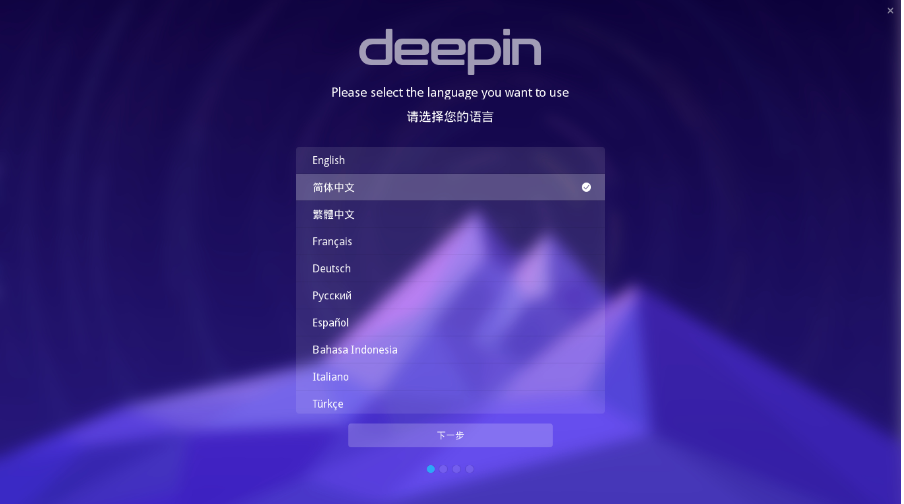 deepin
Please select the language you want to use
请选择您的语言
English
简体中文
繁體中文
Français
Deutsch
Русский
Español
Bahasa Indonesia
Italiano
Türkçe
下一步